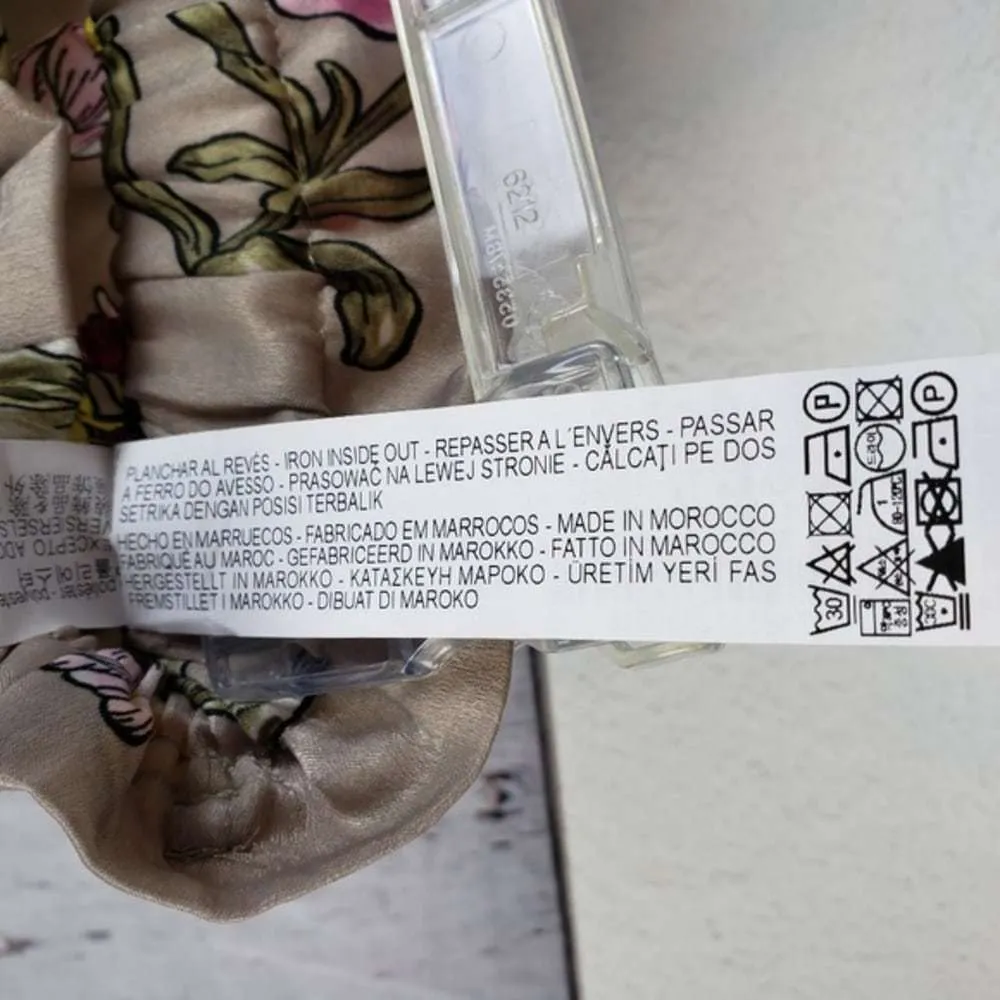 PLANCHAR AL REVÉS - IRON INSIDE OUT - REPASSER A L´ENVERS - PASSAR
A FERRO DO AVESSO - PRASOWAĆ NA LEWEJ STRONIE - CĂLCAŢI PE DOS
SETRIKA DENGAN POSISI TERBALIK
HECHO EN MARRUECOS - FABRICADO EM MARROCOS - MADE IN MOROCCO
FABRIQUÉ AU MAROC - GEFABRICEERD IN MAROKKO - FATTO IN MAROCCO
HERGESTELLT IN MAROKKO - ΚΑΤΑΣΚΕΥΗ ΜΑΡΟΚΟ - ÜRETİM YERİ FAS
FREMSTILLET I MAROKKO - DIBUAT DI MAROKO
P
P
30
6212